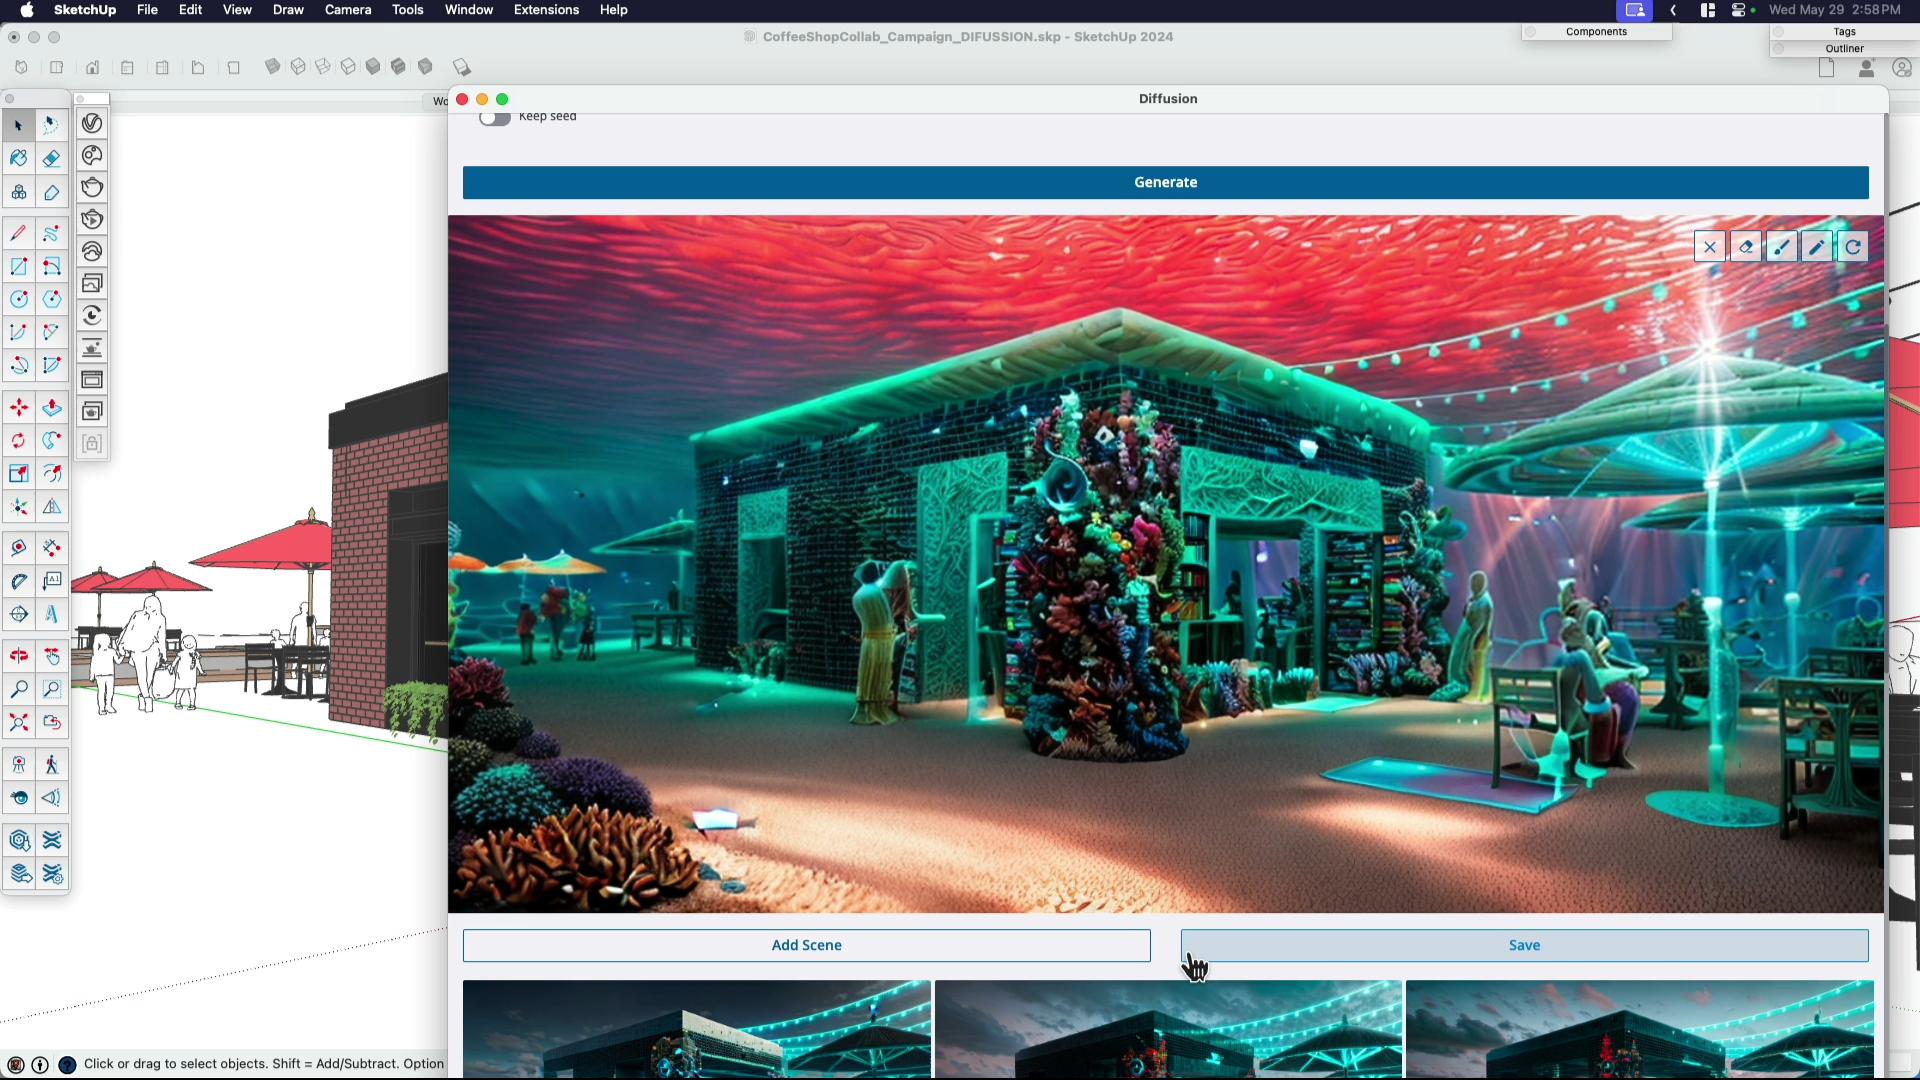 SketchUp File Edit View Draw Camera Tools Window Extensions Help Wed May 29 2:58 PM
CoffeeShopCollab_Campaign_DIFUSSION.skp - SketchUp 2024
Components
Tags
Outliner
Wo
Diffusion
Keep seed
Generate
A1
Add Scene
Save
Click or drag to select objects. Shift = Add/Subtract. Option